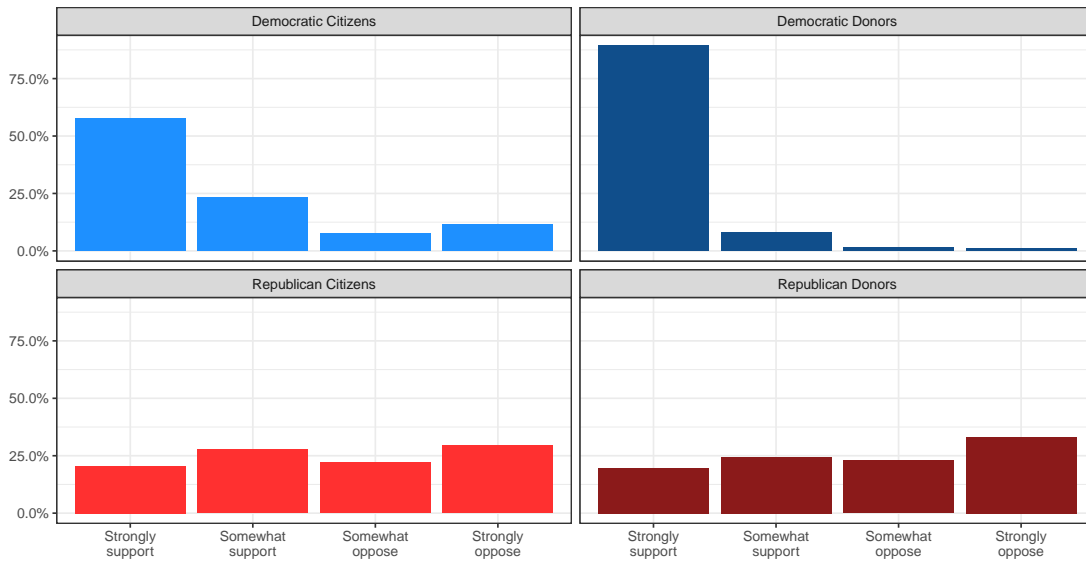 Democratic Citizens
Democratic Donors
75.0%
50.0%
25.0%
0.0%
Republican Citizens
Republican Donors
75.0%
50.0%
25.0%
0.0%
Strongly
support
Somewhat
support
Somewhat
oppose
Strongly
oppose
Strongly
support
Somewhat
support
Somewhat
oppose
Strongly
oppose